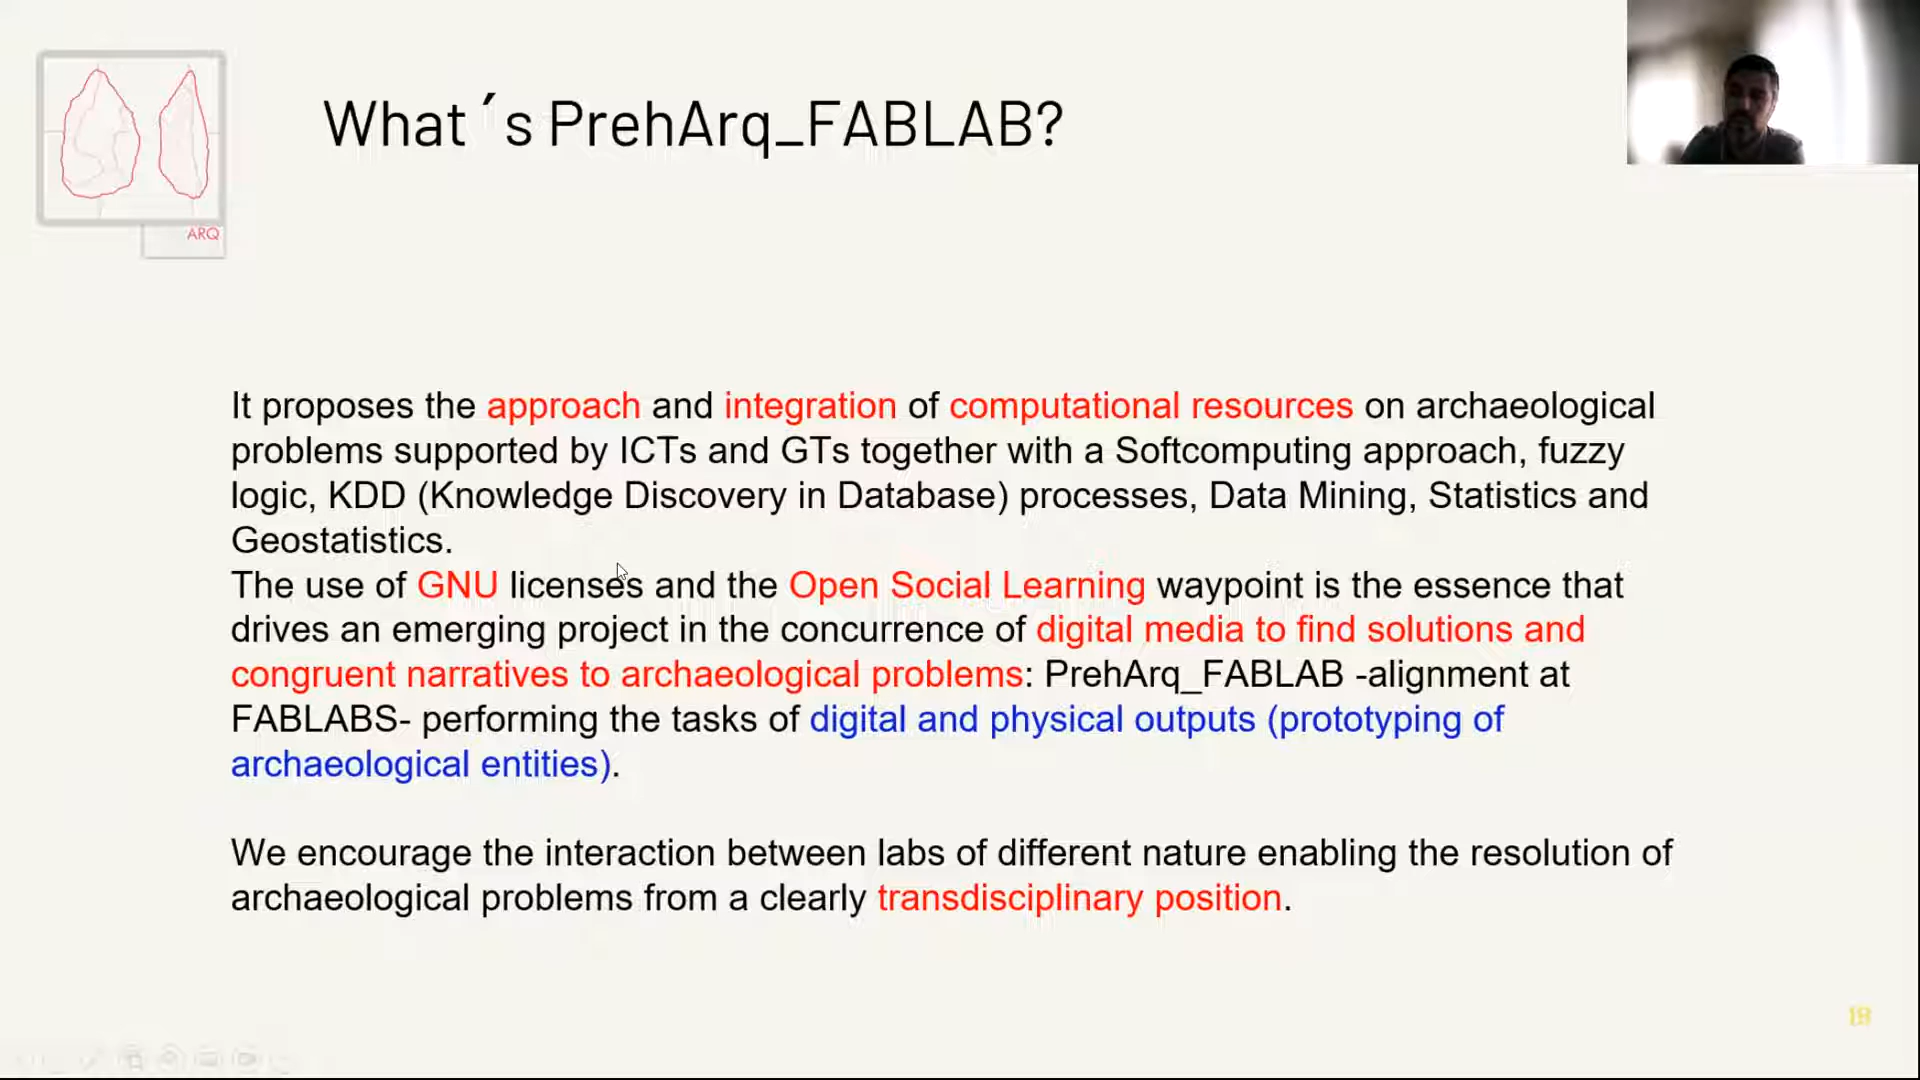 What´s PrehArq_FABLAB?
ARQ
It proposes the approach and integration of computational resources on archaeological
problems supported by ICTs and GTs together with a Softcomputing approach, fuzzy
logic, KDD (Knowledge Discovery in Database) processes, Data Mining, Statistics and
Geostatistics.
The use of GNU licenses and the Open Social Learning waypoint is the essence that
drives an emerging project in the concurrence of digital media to find solutions and
congruent narratives to archaeological problems: PrehArq_FABLAB -alignment at
FABLABS- performing the tasks of digital and physical outputs (prototyping of
archaeological entities).
We encourage the interaction between labs of different nature enabling the resolution of
archaeological problems from a clearly transdisciplinary position.
18